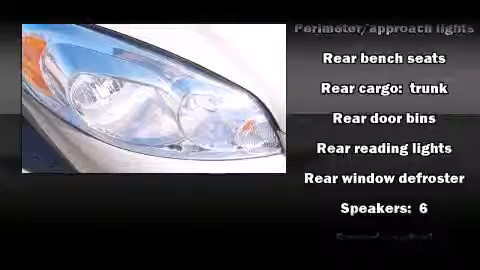 Perimeter/approach lights
Rear bench seats
Rear cargo: trunk
Rear door bins
Rear reading lights
Rear window defroster
Speakers: 6